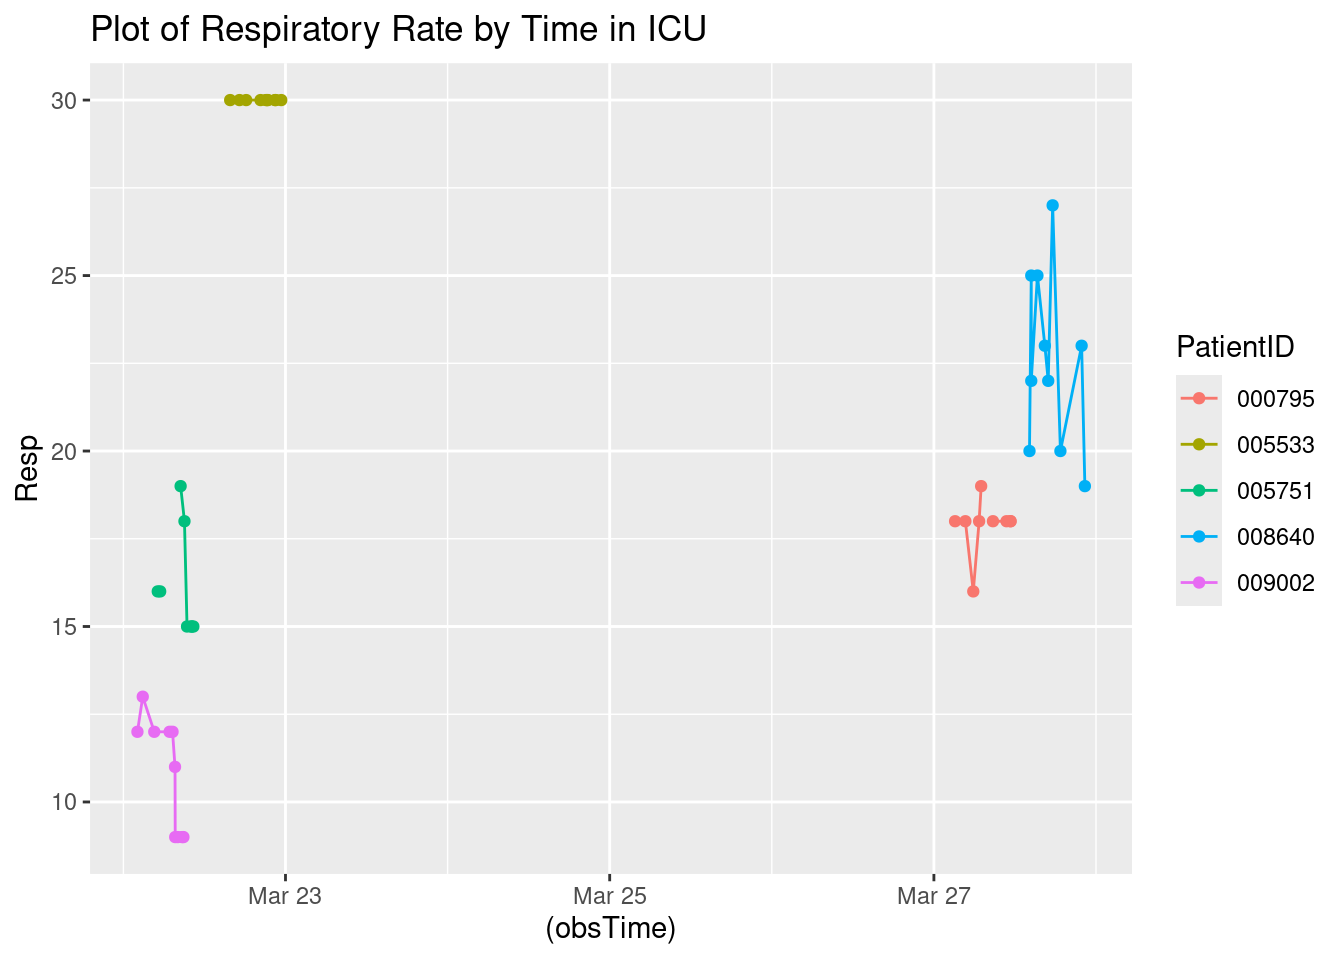 Plot of Respiratory Rate by Time in ICU
30
25
20
15
10
Resp
Mar 23
Mar 25
Mar 27
(obsTime)
PatientID
000795
005533
005751
008640
009002